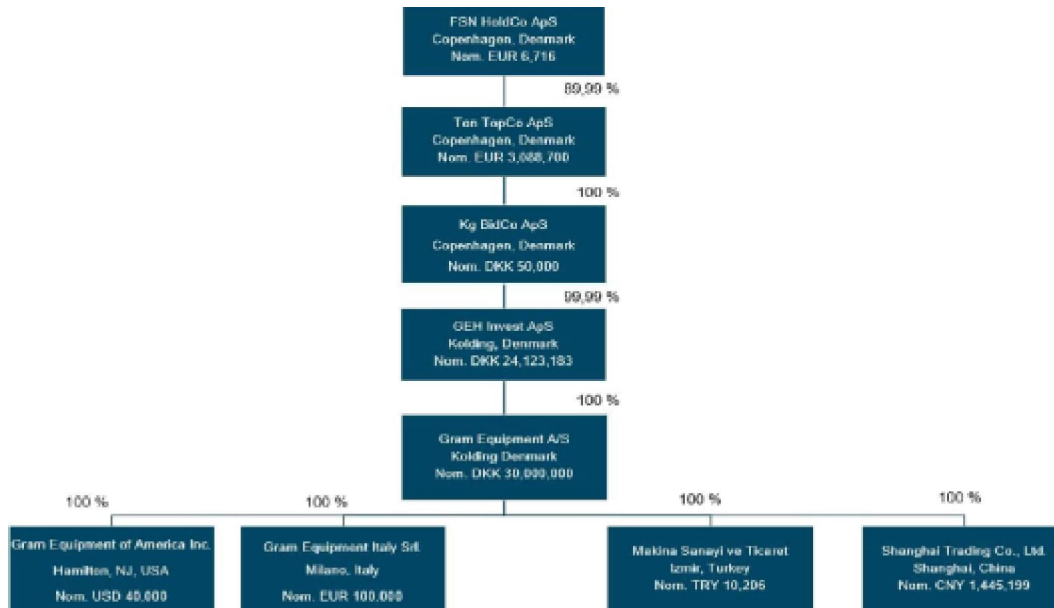 FSN HoldCo ApS
Copenhagen, Denmark
Nom. EUR 6,716
89,99 %
Ton TopCo ApS
Copenhagen, Denmark
Nom. EUR 3,088,700
100 %
Kg BidCo ApS
Copenhagen, Denmark
Nom. DKK 50,000
99,99 %
GEH Invest ApS
Kolding, Denmark
Nom. DKK 24,123,183
100 %
Gram Equipment A/S
Kolding Denmark
Nom. DKK 30,000,000
100 %
100 %
100 %
100 %
Gram Equipment of America Inc.
Hamilton, NJ, USA
Nom. USD 40,000
Gram Equipment Italy Srl.
Milano, Italy
Nom. EUR 100,000
Makina Sanayi ve Ticaret
Izmir, Turkey
Nom. TRY 10,206
Shanghai Trading Co., Ltd.
Shanghai, China
Nom. CNY 1,445,199